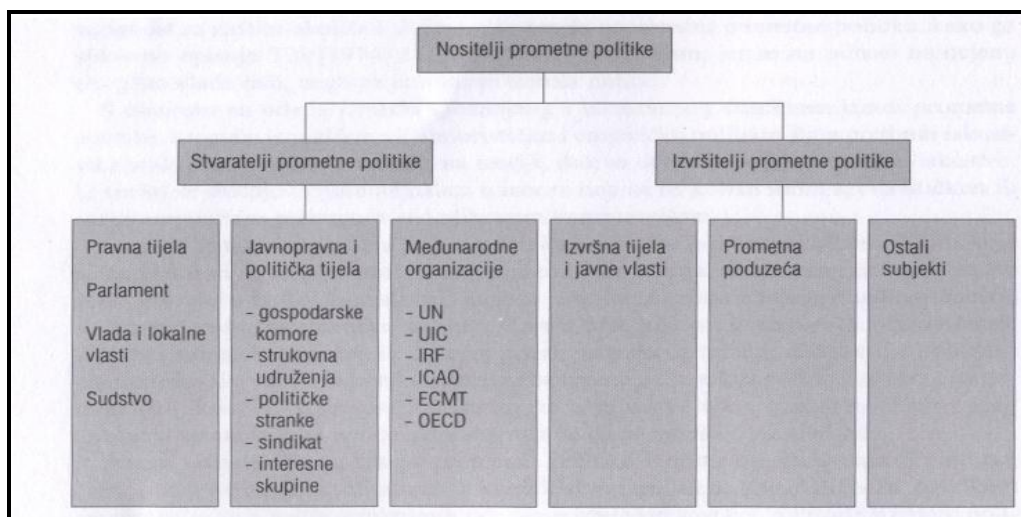 Nositelji prometne politike
Stvaratelji prometne politike
Izvršitelji prometne politike
Pravna tijela
Parlament
Vlada i lokalne
vlasti
Sudstvo
Javnopravna i
politička tijela
- gospodarske
komore
- strukovna
udruženja
- političke
stranke
- sindikat
- interesne
skupine
Međunarodne
organizacije
- UN
- UIC
- IRF
- ICAO
- ECMT
- OECD
Izvršna tijela
i javne vlasti
Prometna
poduzeća
Ostali
subjekti